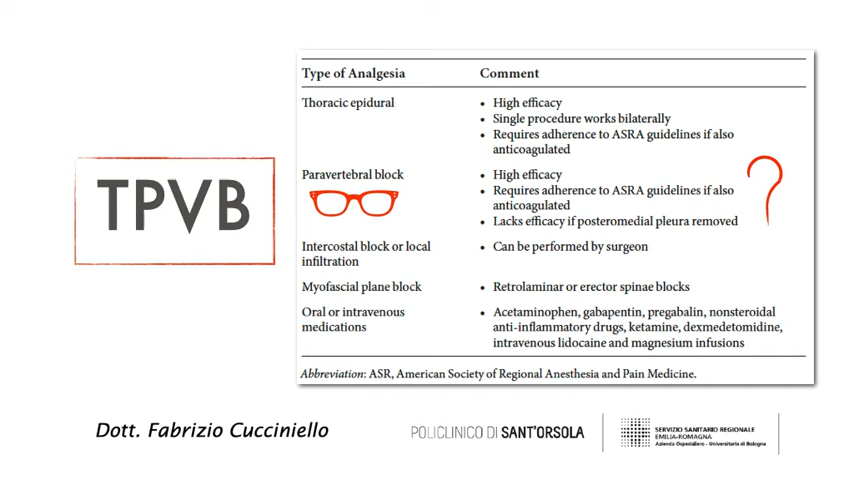 TPVB
Type of Analgesia Comment
Thoracic epidural • High efficacy
• Single procedure works bilaterally
• Requires adherence to ASRA guidelines if also
anticoagulated
Paravertebral block • High efficacy
• Requires adherence to ASRA guidelines if also
anticoagulated
• Lacks efficacy if posteromedial pleura removed
?
Intercostal block or local • Can be performed by surgeon
infiltration
Myofascial plane block • Retrolaminar or erector spinae blocks
Oral or intravenous • Acetaminophen, gabapentin, pregabalin, nonsteroidal
medications anti-inflammatory drugs, ketamine, dexmedetomidine,
intravenous lidocaine and magnesium infusions
Abbreviation: ASR, American Society of Regional Anesthesia and Pain Medicine.
Dott. Fabrizio Cucciniello
POLICLINICO DI SANT'ORSOLA
SERVIZIO SANITARIO REGIONALE
EMILIA-ROMAGNA
Azienda Ospedaliero - Universitaria di Bologna